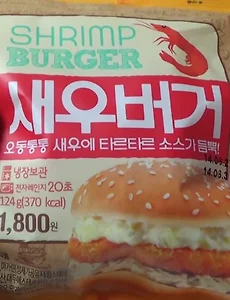 SHRIMP
BURGER
새우버거
오동통통 새우에 타르타르 소스가 듬뿍!
냉장보관
전자레인지 20초
124g(370 kcal)
1,800원